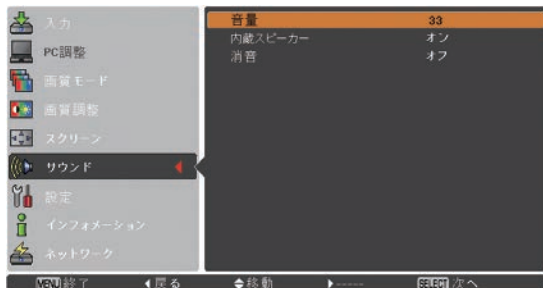 入力
PC調整
画質モード
画質調整
スクリーン
サウンド
設定
インフォメーション
ネットワーク
音量 33
内蔵スピーカー オン
消音 オフ
MENU 終了 戻る 移動 ----- SELECT 次へ